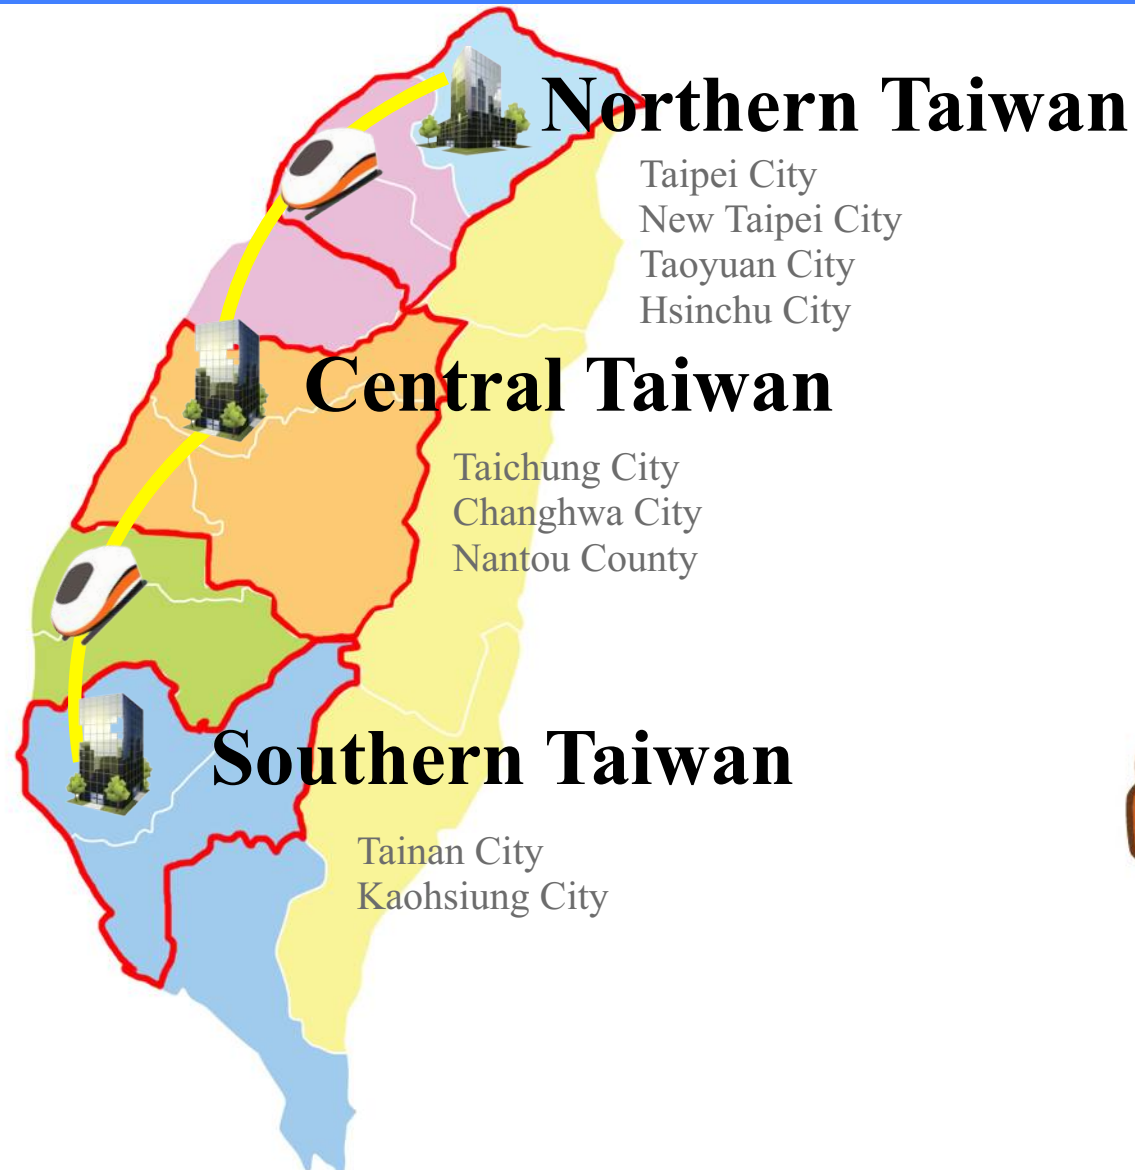 Northern Taiwan
Taipei City
New Taipei City
Taoyuan City
Hsinchu City
Central Taiwan
Taichung City
Changhwa City
Nantou County
Southern Taiwan
Tainan City
Kaohsiung City